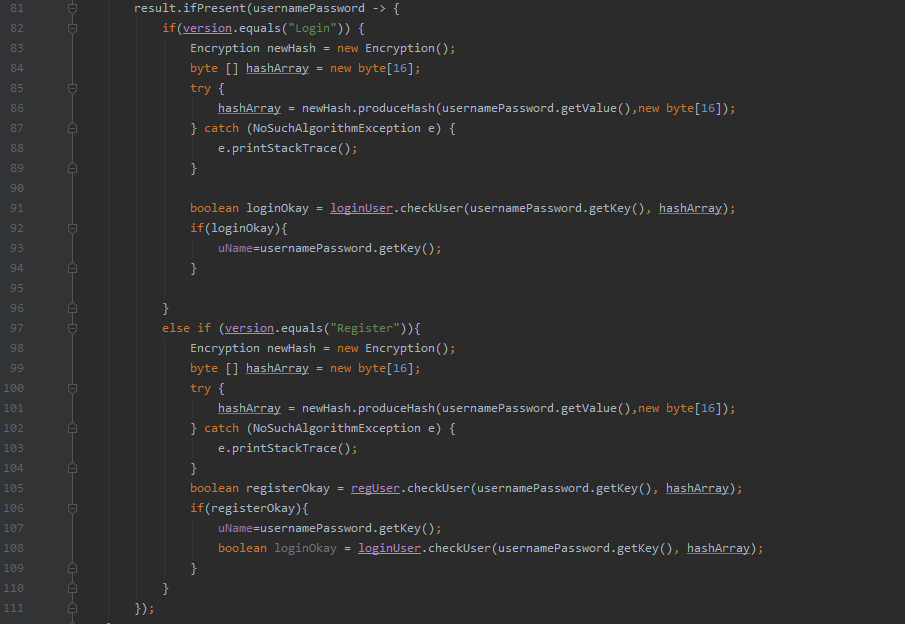 81 result.ifPresent(usernamePassword -> {
82 if(version.equals("Login")) {
83 Encryption newHash = new Encryption();
84 byte [] hashArray = new byte[16];
85 try {
86 hashArray = newHash.produceHash(usernamePassword.getValue(),new byte[16]);
87 } catch (NoSuchAlgorithmException e) {
88 e.printStackTrace();
89 }
90
91 boolean loginOkay = loginUser.checkUser(usernamePassword.getKey(), hashArray);
92 if(loginOkay){
93 uName=usernamePassword.getKey();
94 }
95
96 }
97 else if (version.equals("Register")){
98 Encryption newHash = new Encryption();
99 byte [] hashArray = new byte[16];
100 try {
101 hashArray = newHash.produceHash(usernamePassword.getValue(),new byte[16]);
102 } catch (NoSuchAlgorithmException e) {
103 e.printStackTrace();
104 }
105 boolean registerOkay = regUser.checkUser(usernamePassword.getKey(), hashArray);
106 if(registerOkay){
107 uName=usernamePassword.getKey();
108 boolean loginOkay = loginUser.checkUser(usernamePassword.getKey(), hashArray);
109 }
110 }
111 });